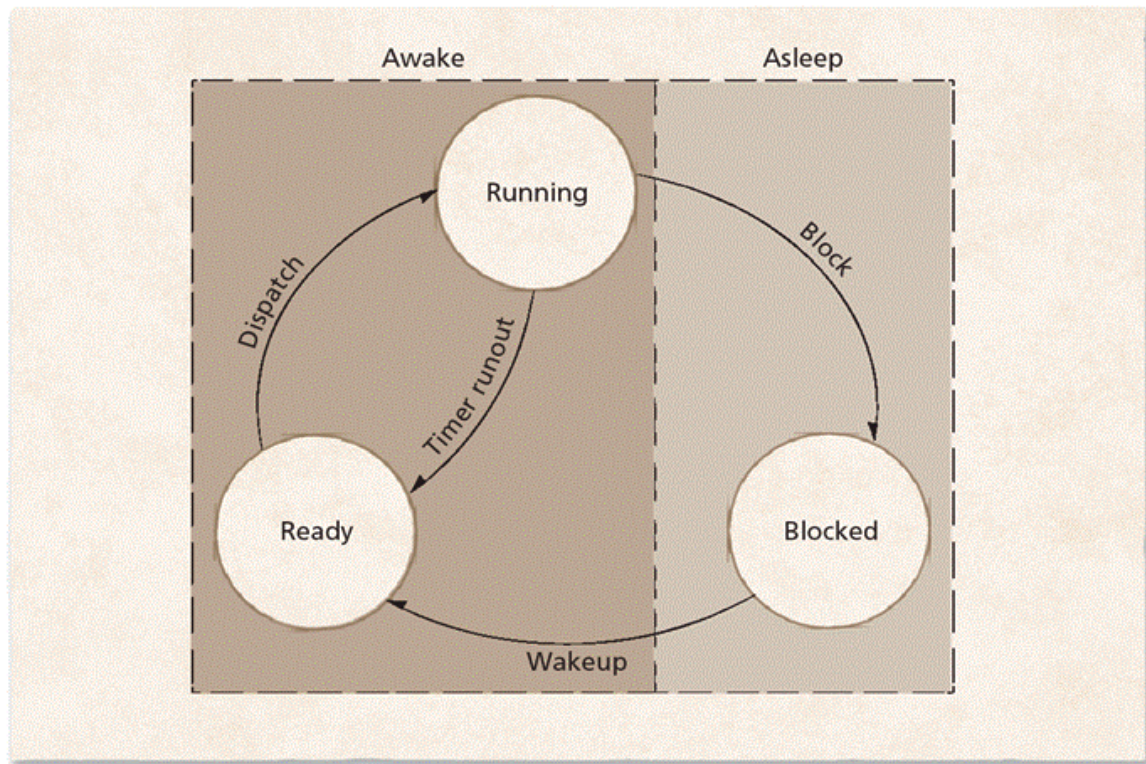 Awake
Asleep
Running
Block
Dispatch
Timer runout
Ready
Blocked
Wakeup